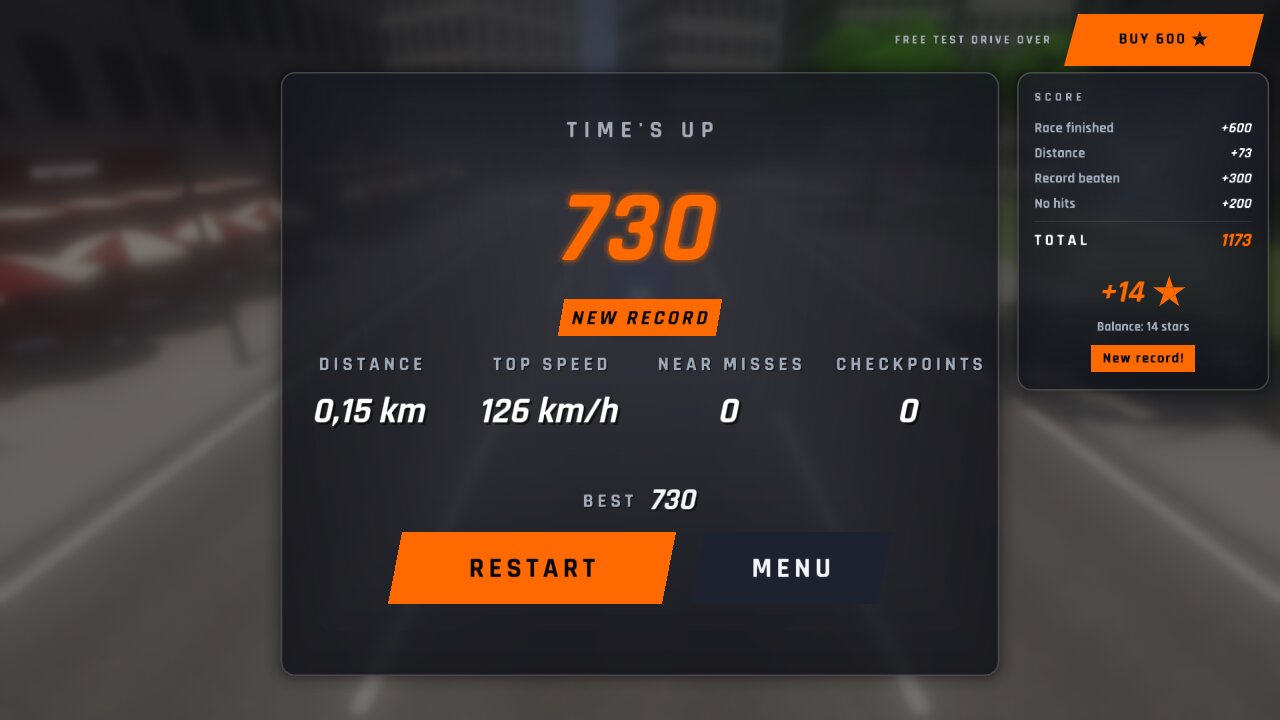 FREE TEST DRIVE OVER
BUY 600 ★
TIME'S UP
730
NEW RECORD
DISTANCE TOP SPEED NEAR MISSES CHECKPOINTS
0,15 km 126 km/h 0 0
BEST 730
RESTART MENU
SCORE
Race finished +600
Distance +73
Record beaten +300
No hits +200
TOTAL 1173
+14 ★
Balance: 14 stars
New record!